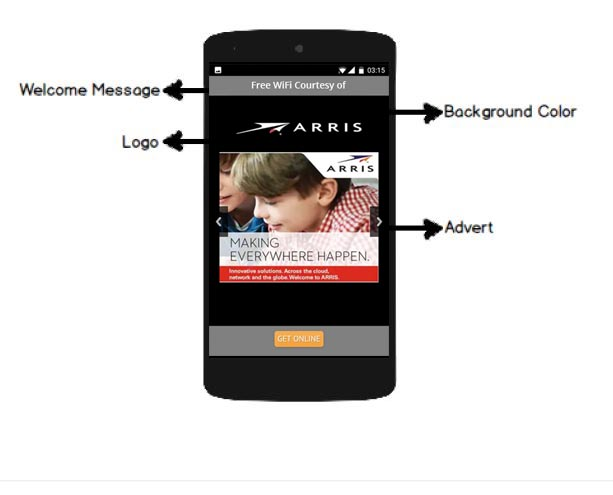 03:15
Welcome Message
Free WiFi Courtesy of
Background Color
ARRIS
Logo
ARRIS
Advert
MAKING
EVERYWHERE HAPPEN.
Innovative solutions. Across the cloud,
network and the globe. Welcome to ARRIS.
GET ONLINE